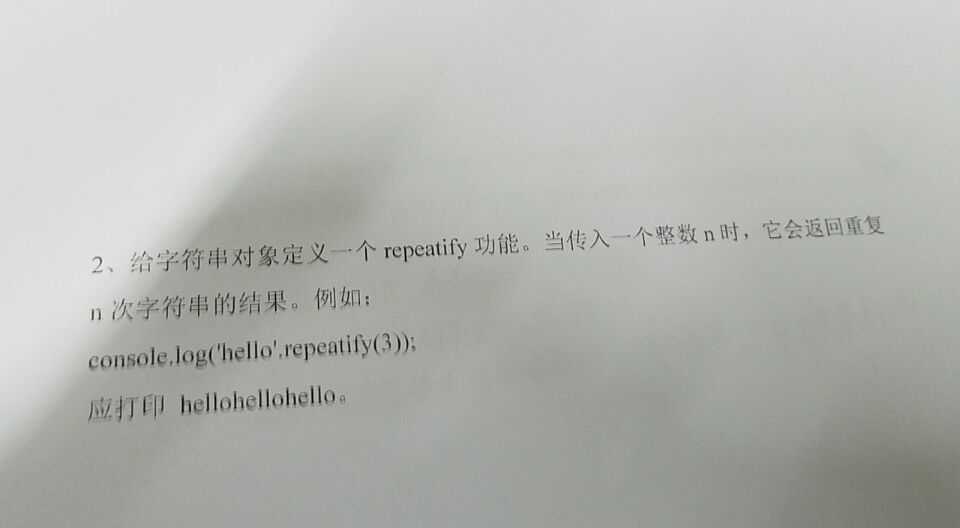 2、给字符串对象定义一个 repeatify 功能。当传入一个整数 n 时，它会返回重复
n 次字符串的结果。例如：
console.log('hello'.repeatify(3));
应打印 hellohellohello。